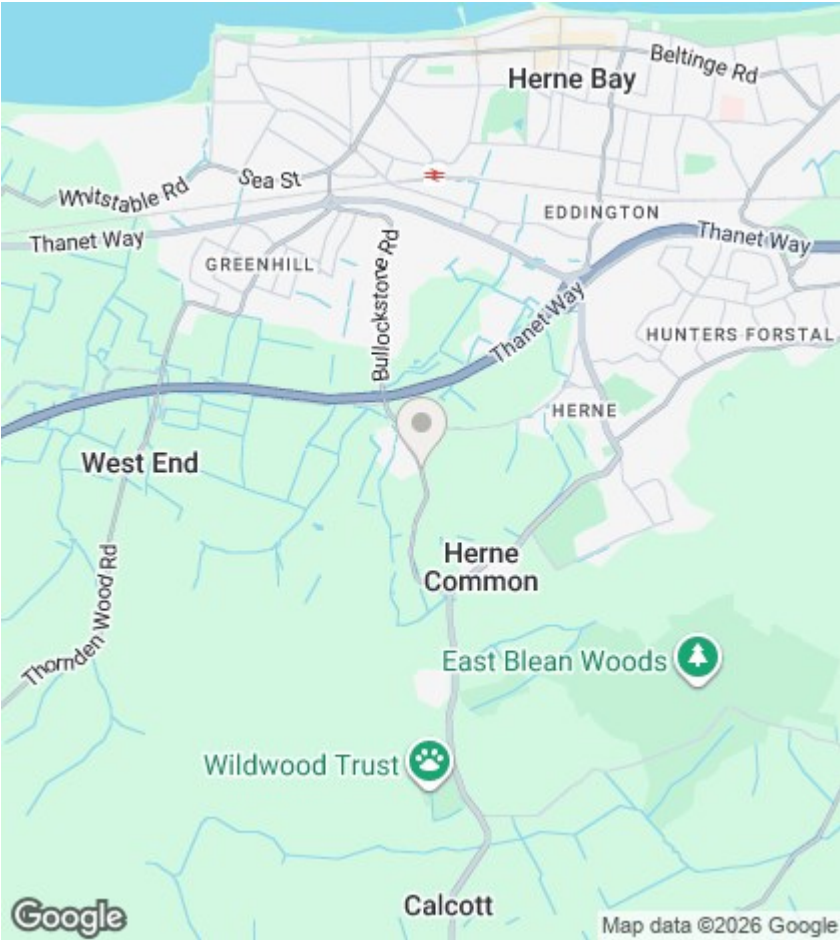 Beltinge Rd
Herne Bay
Sea St
Whitstable Rd
EDDINGTON
Thanet Way
Thanet Way
GREENHILL
Bullockstone Rd
Thanet Way
HUNTERS FORSTAL
HERNE
West End
Herne
Common
Thornden Wood Rd
East Blean Woods
Wildwood Trust
Calcott
Google
Map data ©2026 Google